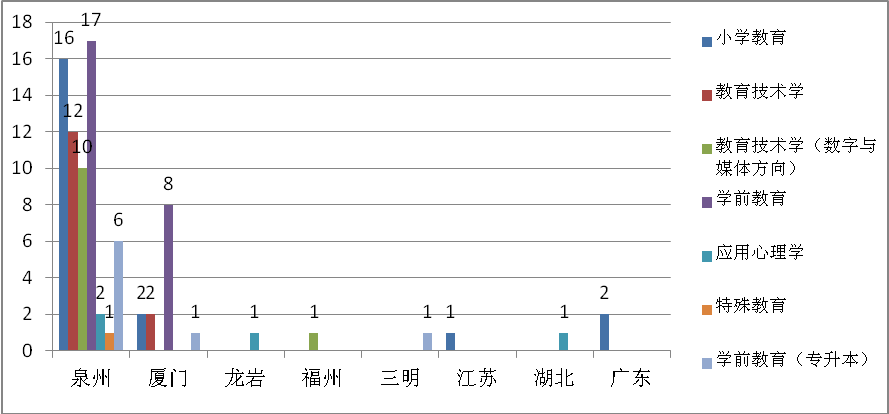 18
16
14
12
10
8
6
4
2
0
16
12
10
17
2
1
6
2
2
8
1
1
1
1
1
1
2
泉州
厦门
龙岩
福州
三明
江苏
湖北
广东
小学教育
教育技术学
教育技术学（数字与
媒体方向）
学前教育
应用心理学
特殊教育
学前教育（专升本）